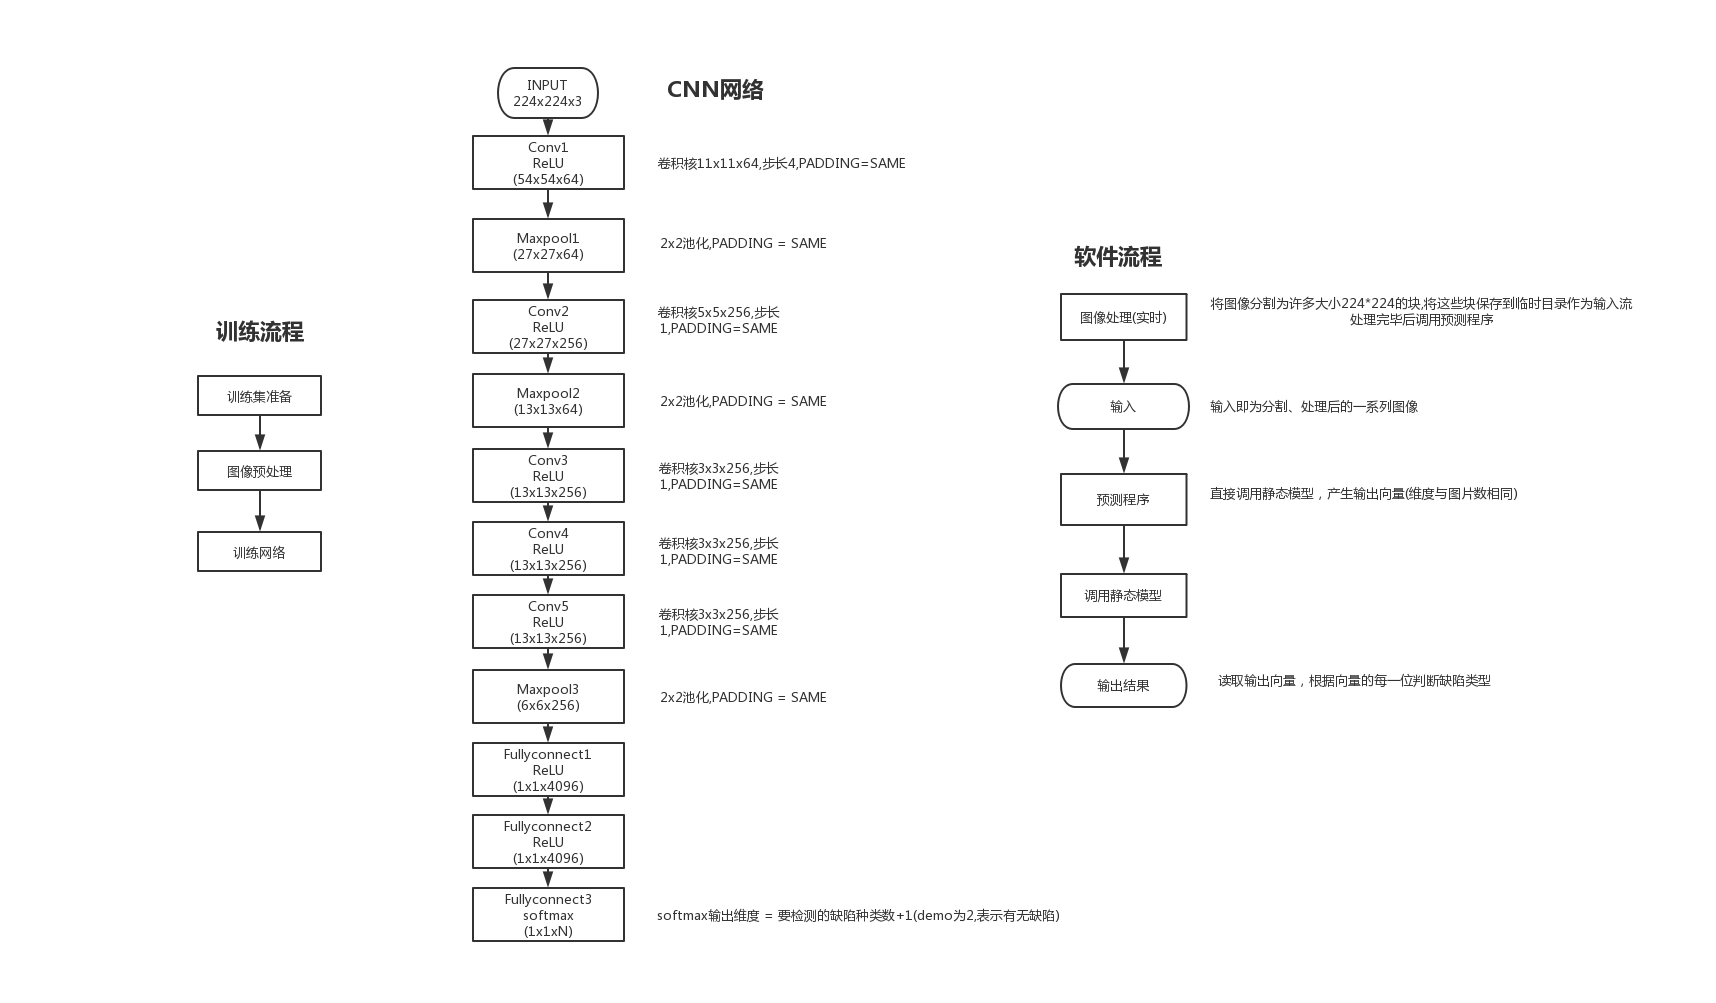 训练流程
训练集准备
图像预处理
训练网络
CNN网络
INPUT
224x224x3
Conv1
ReLU
(54x54x64)
卷积核11x11x64,步长4,PADDING=SAME
Maxpool1
(27x27x64)
2x2池化,PADDING = SAME
Conv2
ReLU
(27x27x256)
卷积核5x5x256,步长
1,PADDING=SAME
Maxpool2
(13x13x64)
2x2池化,PADDING = SAME
Conv3
ReLU
(13x13x256)
卷积核3x3x256,步长
1,PADDING=SAME
Conv4
ReLU
(13x13x256)
卷积核3x3x256,步长
1,PADDING=SAME
Conv5
ReLU
(13x13x256)
卷积核3x3x256,步长
1,PADDING=SAME
Maxpool3
(6x6x256)
2x2池化,PADDING = SAME
Fullyconnect1
ReLU
(1x1x4096)
Fullyconnect2
ReLU
(1x1x4096)
Fullyconnect3
softmax
(1x1xN)
softmax输出维度 = 要检测的缺陷种类数+1(demo为2,表示有无缺陷)
软件流程
图像处理(实时)
将图像分割为许多大小224*224的块,将这些块保存到临时目录作为输入流
处理完毕后调用预测程序
输入
输入即为分割、处理后的一系列图像
预测程序
直接调用静态模型，产生输出向量(维度与图片数相同)
调用静态模型
输出结果
读取输出向量，根据向量的每一位判断缺陷类型